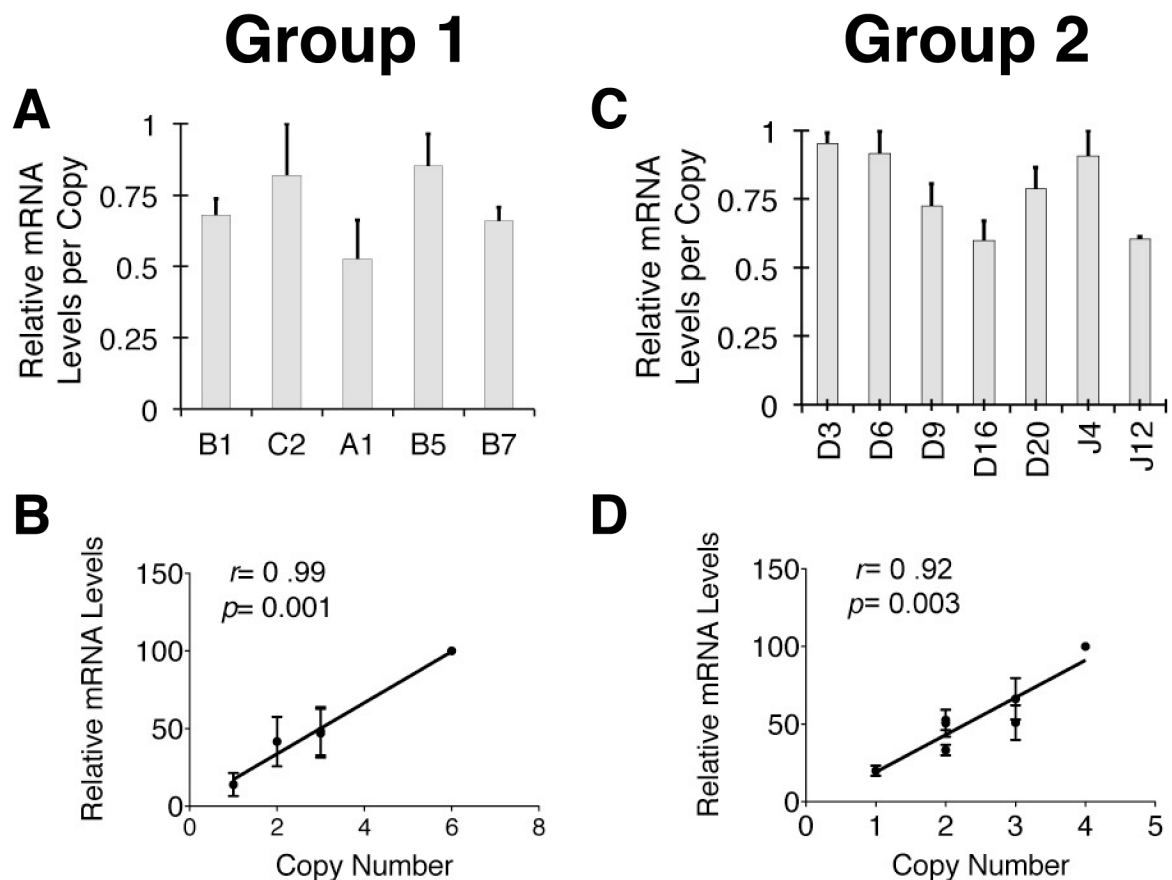 Group 1
Group 2
A
Relative mRNA
Levels per Copy
1
0.75
0.5
0.25
0
B1 C2 A1 B5 B7
C
Relative mRNA
Levels per Copy
1
0.75
0.5
0.25
0
D3 D6 D9 D16 D20 J4 J12
B
Relative mRNA Levels
150
100
50
0
r= 0 .99
p= 0.001
0 2 4 6 8
Copy Number
D
Relative mRNA Levels
150
100
50
0
r= 0 .92
p= 0.003
0 1 2 3 4 5
Copy Number